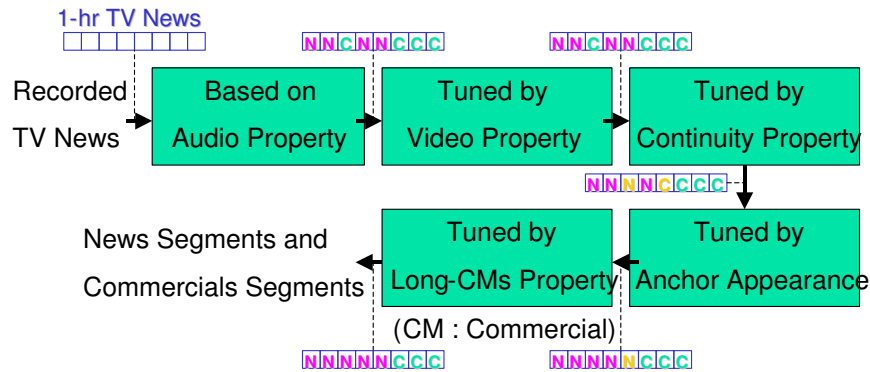 1-hr TV News
NNCNNCCC
NNCNNCCC
Recorded
TV News
Based on
Audio Property
Tuned by
Video Property
Tuned by
Continuity Property
NNNNCCCC
News Segments and
Commercials Segments
Tuned by
Long-CMs Property
Tuned by
Anchor Appearance
(CM : Commercial)
NNNNNCCC
NNNNNCCC